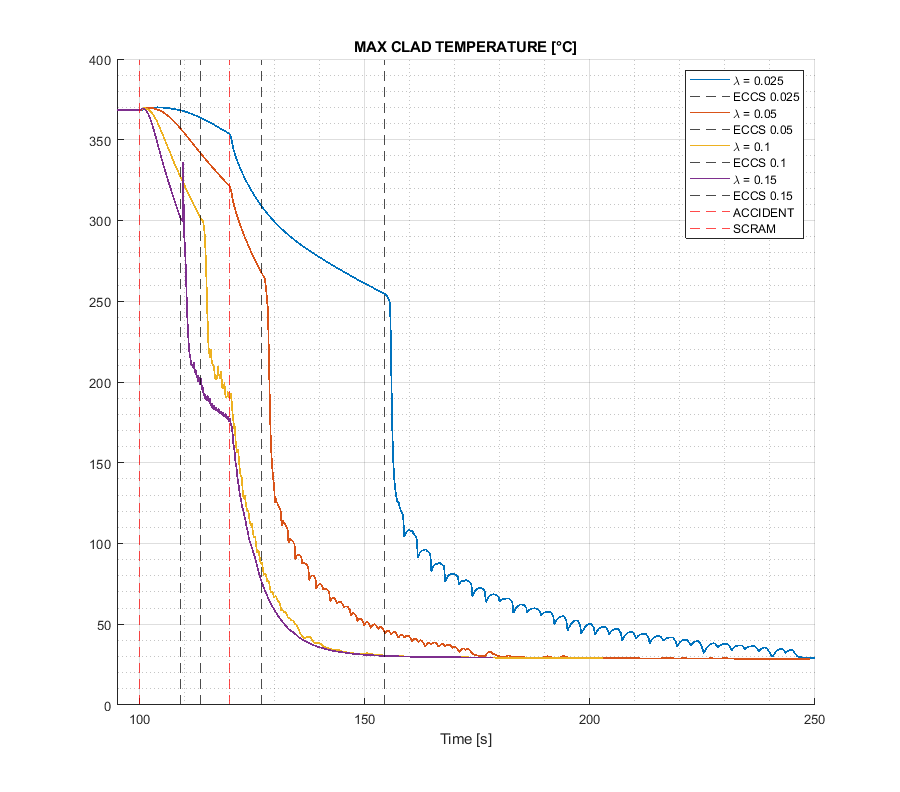 MAX CLAD TEMPERATURE [°C]
400
350
300
250
200
150
100
50
0
λ = 0.025
ECCS 0.025
λ = 0.05
ECCS 0.05
λ = 0.1
ECCS 0.1
λ = 0.15
ECCS 0.15
ACCIDENT
SCRAM
100 150 200 250
Time [s]